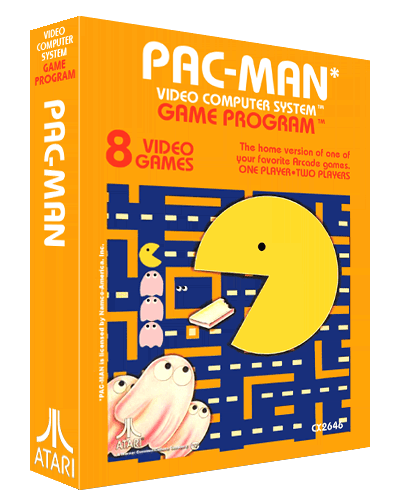 VIDEO
COMPUTER
SYSTEM
GAME
PROGRAM
PAC-MAN
ATARI
PAC-MAN*
VIDEO COMPUTER SYSTEM™
GAME PROGRAM™
8 VIDEO
GAMES
The home version of one of
your favorite Arcade games.
ONE PLAYER•TWO PLAYERS
*PAC-MAN is licensed by Namco-America, Inc.
ATARI
CX2646